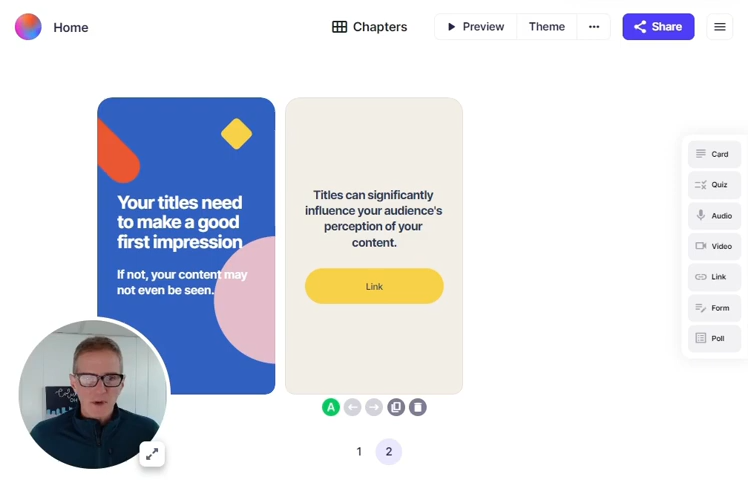 Home
Chapters
Preview
Theme
Share
Your titles need
to make a good
first impression
If not, your content may
not even be seen.
Titles can significantly
influence your audience's
perception of your
content.
Link
A
1
2
Card
Quiz
Audio
Video
Link
Form
Poll